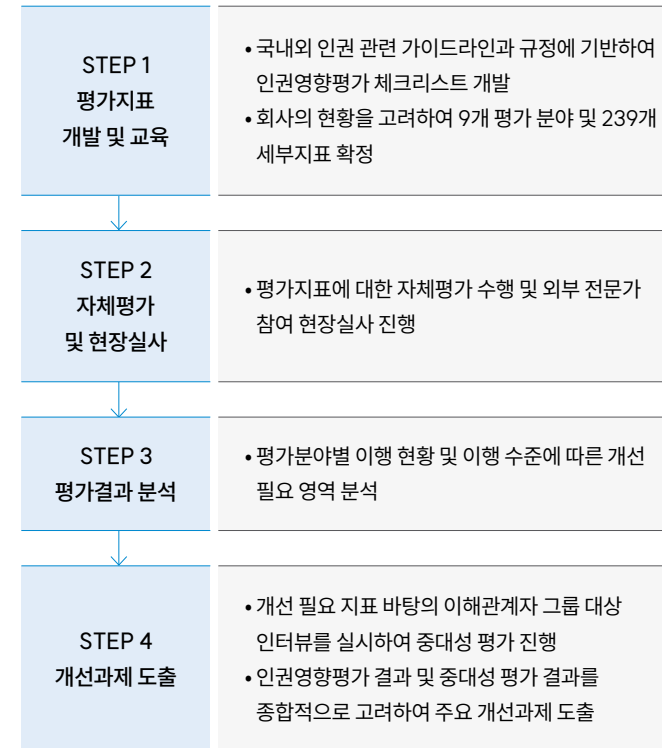 STEP 1
평가지표
개발 및 교육
• 국내외 인권 관련 가이드라인과 규정에 기반하여
인권영향평가 체크리스트 개발
• 회사의 현황을 고려하여 9개 평가 분야 및 239개
세부지표 확정
STEP 2
자체평가
및 현장실사
• 평가지표에 대한 자체평가 수행 및 외부 전문가
참여 현장실사 진행
STEP 3
평가결과 분석
• 평가분야별 이행 현황 및 이행 수준에 따른 개선
필요 영역 분석
STEP 4
개선과제 도출
• 개선 필요 지표 바탕의 이해관계자 그룹 대상
인터뷰를 실시하여 중대성 평가 진행
• 인권영향평가 결과 및 중대성 평가 결과를
종합적으로 고려하여 주요 개선과제 도출